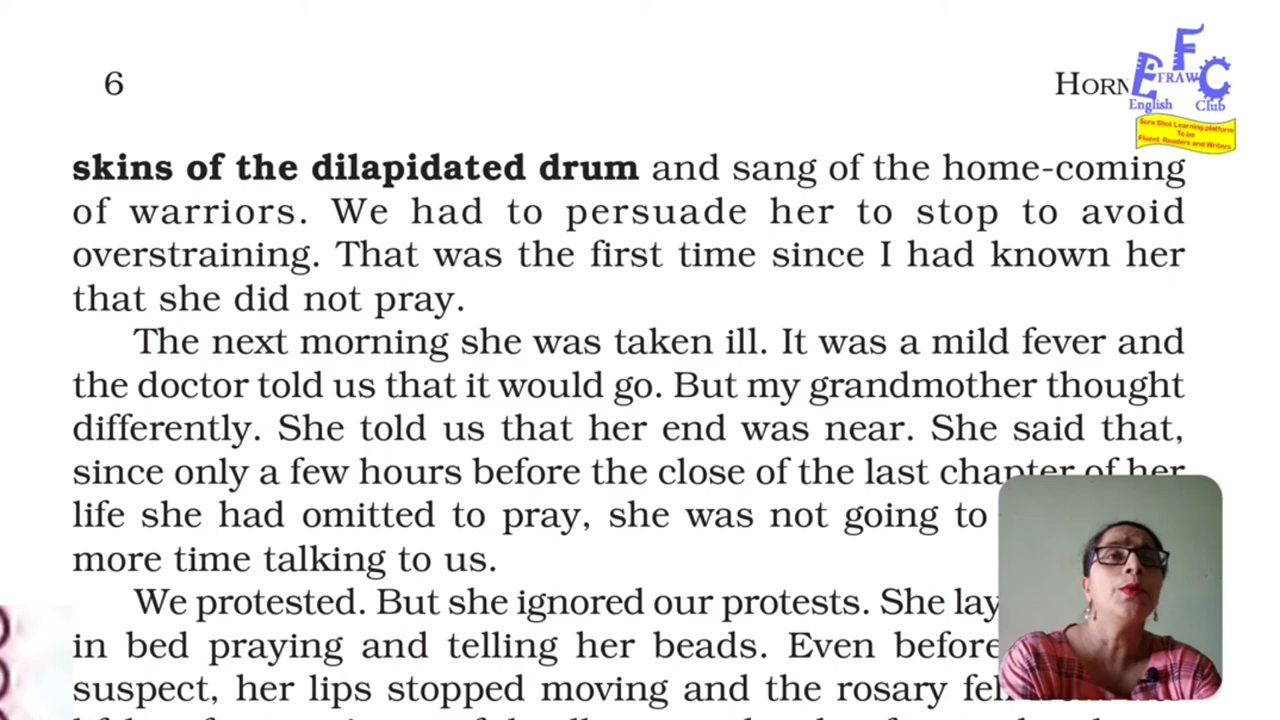 6
HORN
F
E FRAW C
English Club
Sure Shot Learning platform
To be
Fluent Readers and Writers
skins of the dilapidated drum and sang of the home-coming
of warriors. We had to persuade her to stop to avoid
overstraining. That was the first time since I had known her
that she did not pray.
The next morning she was taken ill. It was a mild fever and
the doctor told us that it would go. But my grandmother thought
differently. She told us that her end was near. She said that,
since only a few hours before the close of the last chapter of her
life she had omitted to pray, she was not going to
more time talking to us.
We protested. But she ignored our protests. She lay
in bed praying and telling her beads. Even before
suspect, her lips stopped moving and the rosary